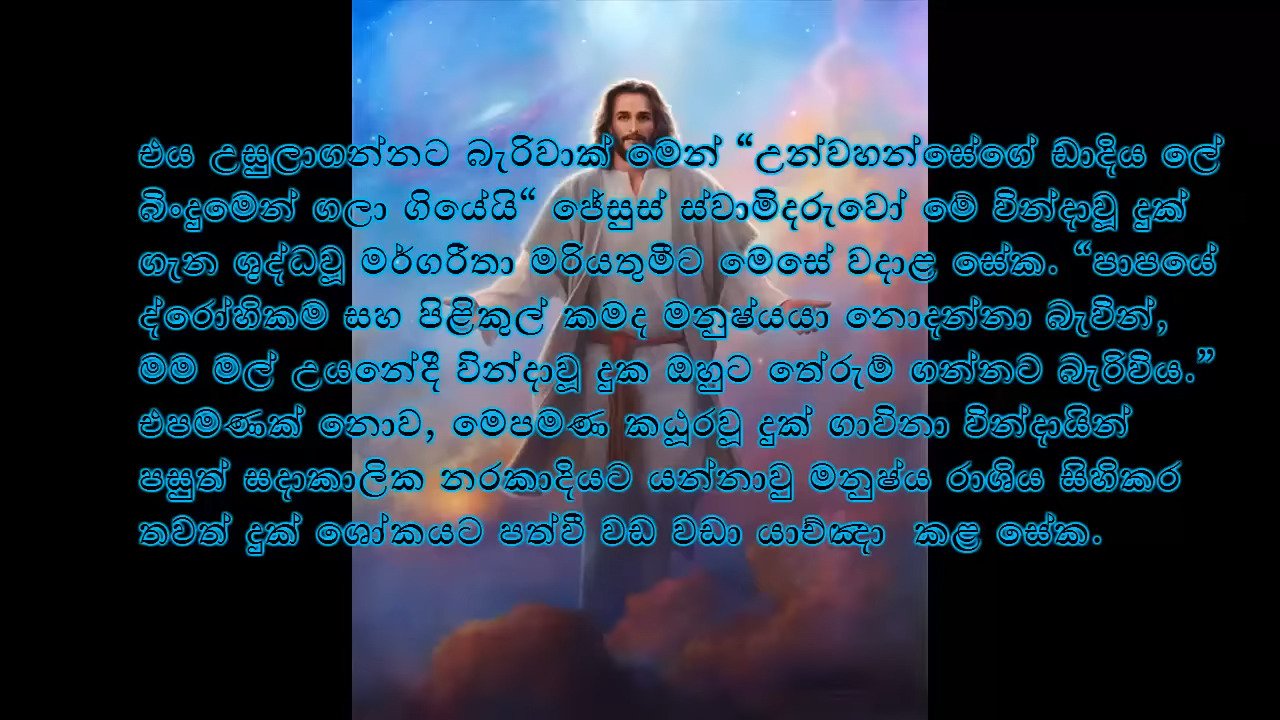 එය උසුලාගන්නට බැරිවාක් මෙන් “උන්වහන්සේගේ ඩාදිය ලේ
බිංදුමෙන් ගලා ගියේයි“ ජේසුස් ස්වාමිදරුවෝ මේ වින්දාවූ දුක්
ගැන ශුද්ධවූ මර්ගරීතා මරියතුමීට මෙසේ වදාළ සේක. “පාපයේ
ද්රෝහිකම සහ පිළිකුල් කමද මනුෂ්යයා නොදන්නා බැවින්,
මම මල් උයනේදී වින්දාවූ දුක ඔහුට තේරුම් ගන්නට බැරිවිය.”
එපමණක් නොව, මෙපමණ කඨූරවූ දුක් ගාවිනා වින්දායින්
පසුත් සදාකාලික නරකාදියට යන්නාවු මනුෂ්ය රාශිය සිහිකර
තවත් දුක් ශෝකයට පත්වී වඩ වඩා යාච්ඤා  කළ සේක.